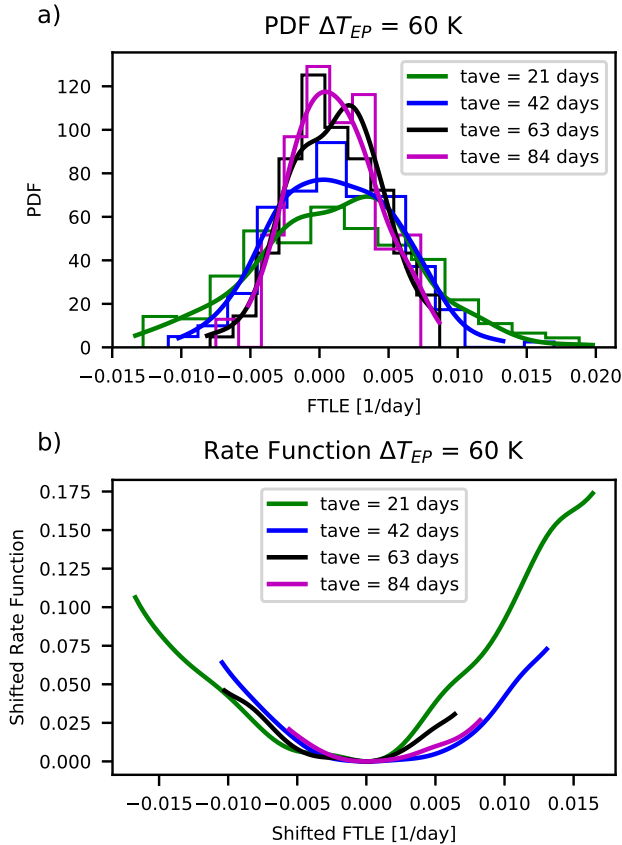 a)
PDF ΔT_EP = 60 K
120
100
80
60
40
20
0
PDF
tave = 21 days
tave = 42 days
tave = 63 days
tave = 84 days
−0.015 −0.010 −0.005 0.000 0.005 0.010 0.015 0.020
FTLE [1/day]
b)
Rate Function ΔT_EP = 60 K
0.175
0.150
0.125
0.100
0.075
0.050
0.025
0.000
Shifted Rate Function
tave = 21 days
tave = 42 days
tave = 63 days
tave = 84 days
−0.015 −0.010 −0.005 0.000 0.005 0.010 0.015
Shifted FTLE [1/day]